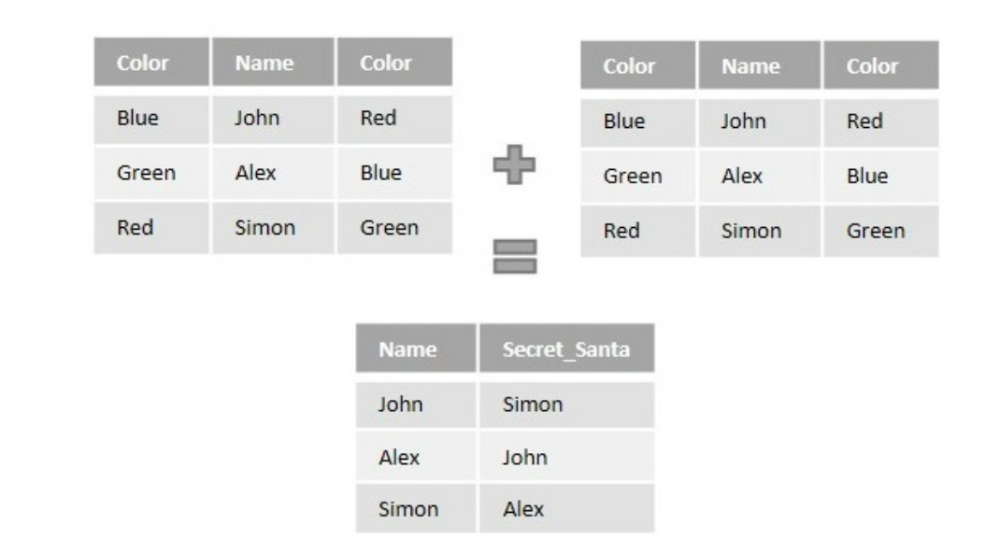 Color Name Color
Blue John Red
Green Alex Blue
Red Simon Green
Color Name Color
Blue John Red
Green Alex Blue
Red Simon Green
Name Secret_Santa
John Simon
Alex John
Simon Alex